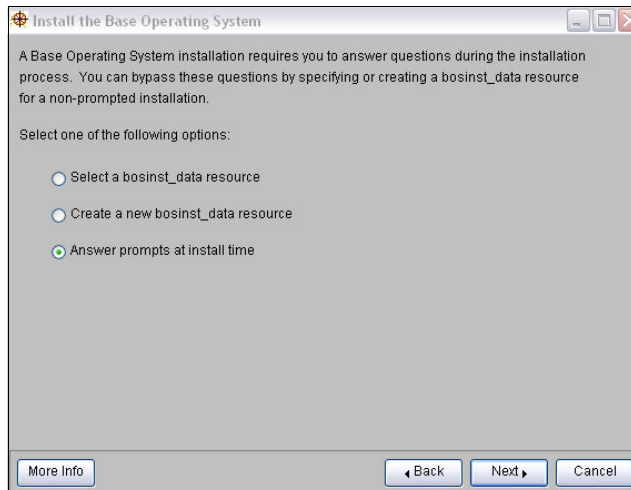 Install the Base Operating System
A Base Operating System installation requires you to answer questions during the installation
process. You can bypass these questions by specifying or creating a bosinst_data resource
for a non-prompted installation.
Select one of the following options:
Select a bosinst_data resource
Create a new bosinst_data resource
Answer prompts at install time
More Info
Back
Next
Cancel